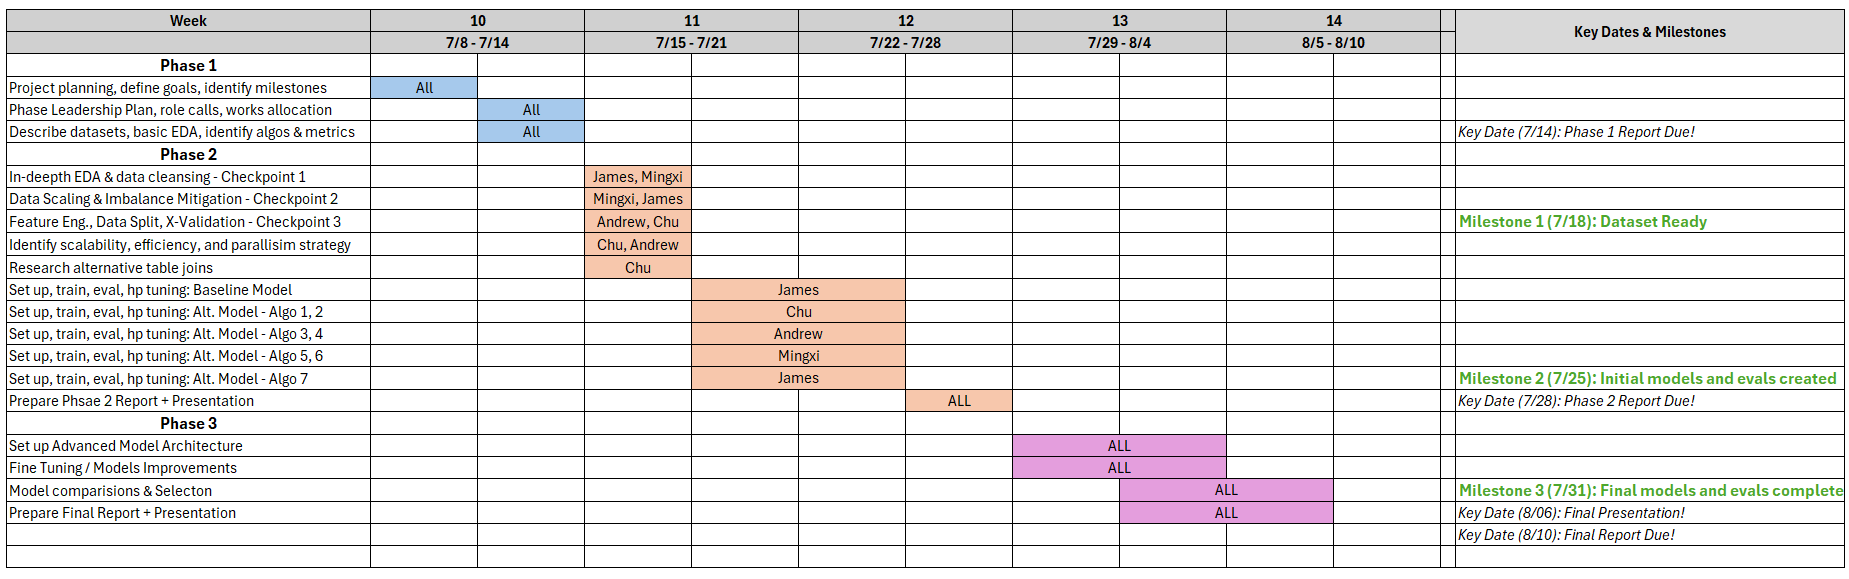 Week 10 11 12 13 14 Key Dates & Milestones
7/8 - 7/14 7/15 - 7/21 7/22 - 7/28 7/29 - 8/4 8/5 - 8/10
Phase 1
Project planning, define goals, identify milestones All
Phase Leadership Plan, role calls, works allocation All
Describe datasets, basic EDA, identify algos & metrics All Key Date (7/14): Phase 1 Report Due!
Phase 2
In-deepth EDA & data cleansing - Checkpoint 1 James, Mingxi
Data Scaling & Imbalance Mitigation - Checkpoint 2 Mingxi, James
Feature Eng., Data Split, X-Validation - Checkpoint 3 Andrew, Chu Milestone 1 (7/18): Dataset Ready
Identify scalability, efficiency, and parallisim strategy Chu, Andrew
Research alternative table joins Chu
Set up, train, eval, hp tuning: Baseline Model James
Set up, train, eval, hp tuning: Alt. Model - Algo 1, 2 Chu
Set up, train, eval, hp tuning: Alt. Model - Algo 3, 4 Andrew
Set up, train, eval, hp tuning: Alt. Model - Algo 5, 6 Mingxi
Set up, train, eval, hp tuning: Alt. Model - Algo 7 James Milestone 2 (7/25): Initial models and evals created
Prepare Phsae 2 Report + Presentation ALL Key Date (7/28): Phase 2 Report Due!
Phase 3
Set up Advanced Model Architecture ALL
Fine Tuning / Models Improvements ALL
Model comparisions & Selecton ALL Milestone 3 (7/31): Final models and evals complete
Prepare Final Report + Presentation ALL Key Date (8/06): Final Presentation!
Key Date (8/10): Final Report Due!